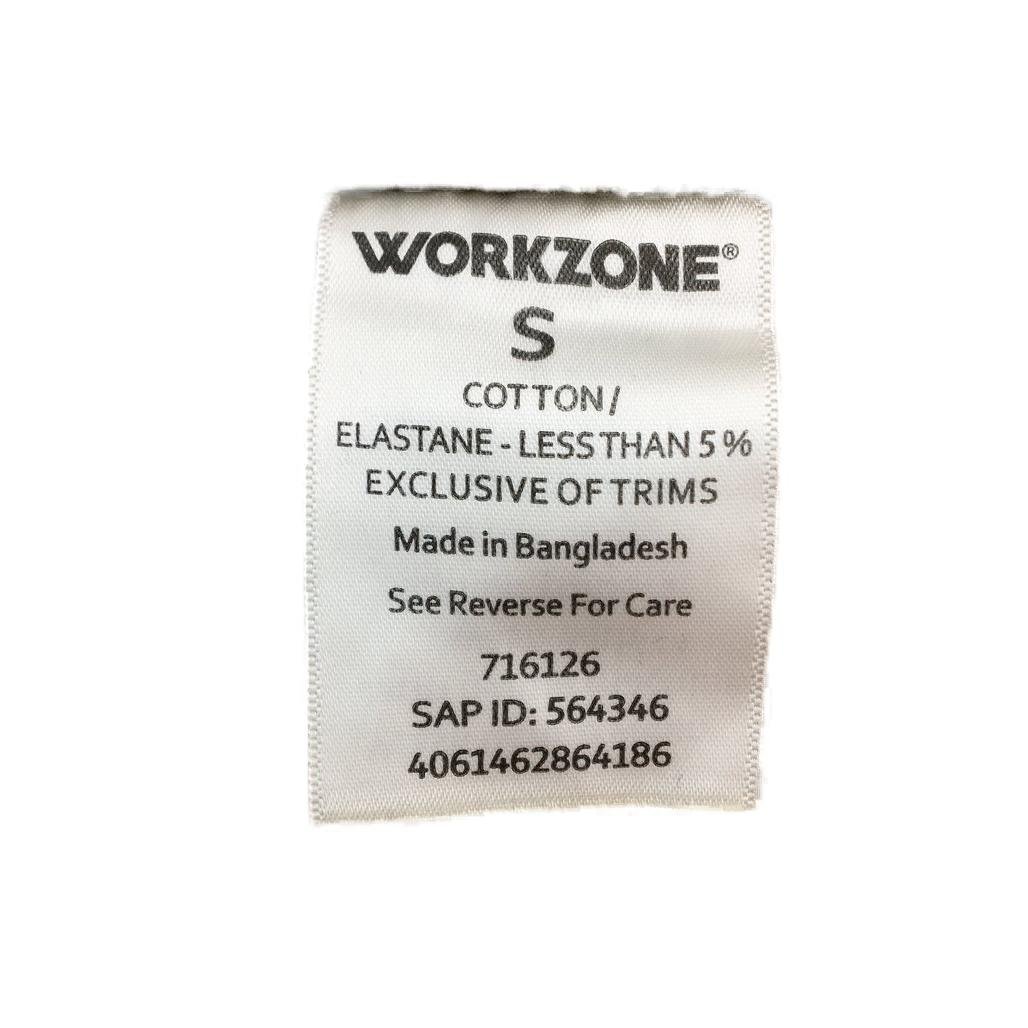 WORKZONE®
S
COTTON/
ELASTANE - LESS THAN 5 %
EXCLUSIVE OF TRIMS
Made in Bangladesh
See Reverse For Care
716126
SAP ID: 564346
4061462864186